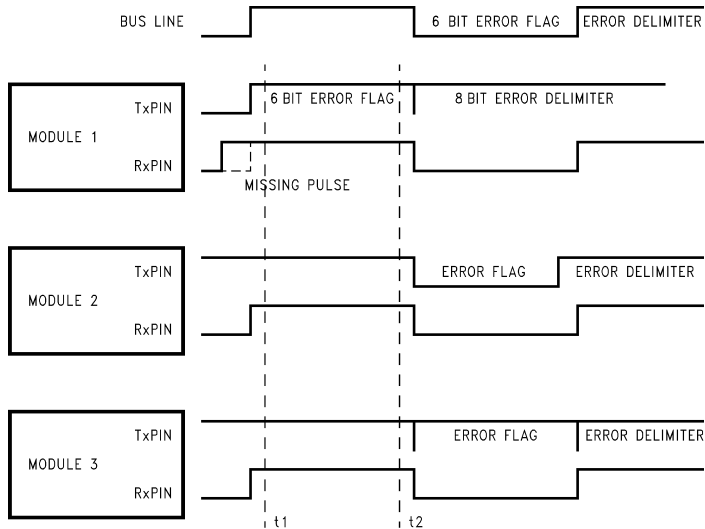 BUS LINE
6 BIT ERROR FLAG
ERROR DELIMITER
TxPIN
6 BIT ERROR FLAG
8 BIT ERROR DELIMITER
MODULE 1
RxPIN
MISSING PULSE
TxPIN
ERROR FLAG
ERROR DELIMITER
MODULE 2
RxPIN
TxPIN
ERROR FLAG
ERROR DELIMITER
MODULE 3
RxPIN
t1
t2